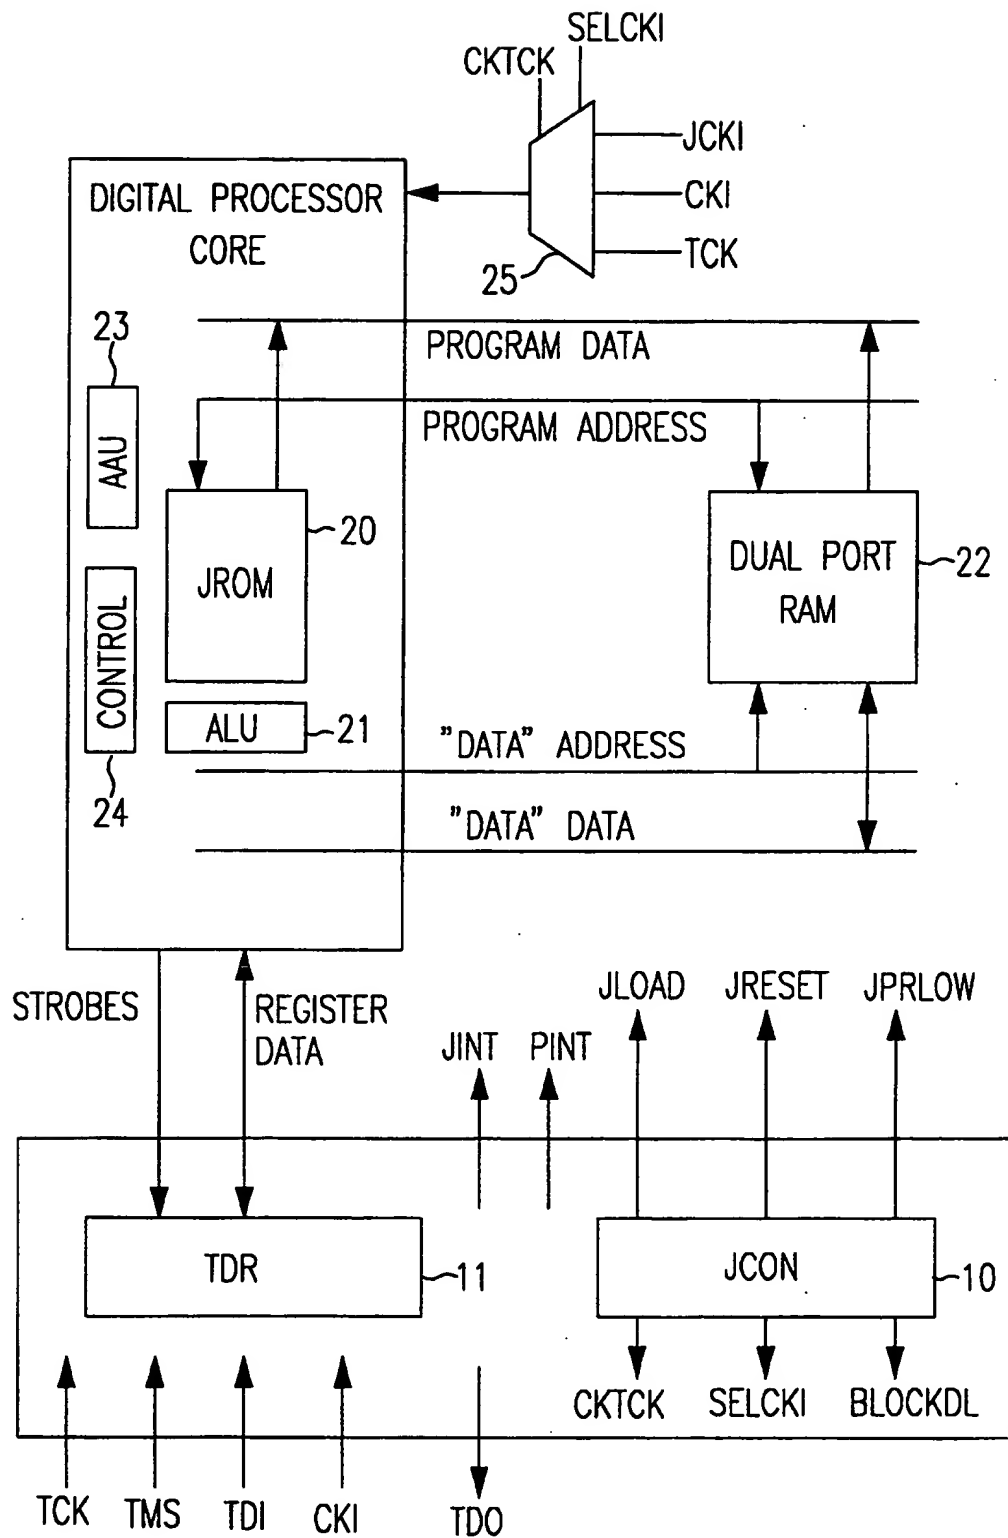 SELCKI
CKTCK
JCKI
CKI
TCK
25
DIGITAL PROCESSOR
CORE
23
PROGRAM DATA
PROGRAM ADDRESS
AAU
20
JROM
DUAL PORT
RAM
22
CONTROL
ALU
21
"DATA" ADDRESS
24
"DATA" DATA
STROBES
REGISTER
DATA
JINT
PINT
JLOAD
JRESET
JPRLOW
TDR
11
JCON
10
CKTCK
SELCKI
BLOCKDL
TCK
TMS
TDI
CKI
TDO